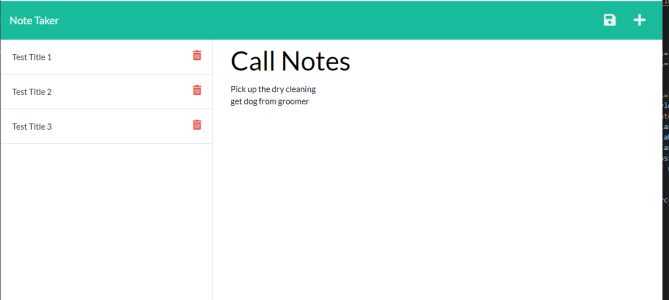 Note Taker
Test Title 1
Test Title 2
Test Title 3
Call Notes
Pick up the dry cleaning
get dog from groomer